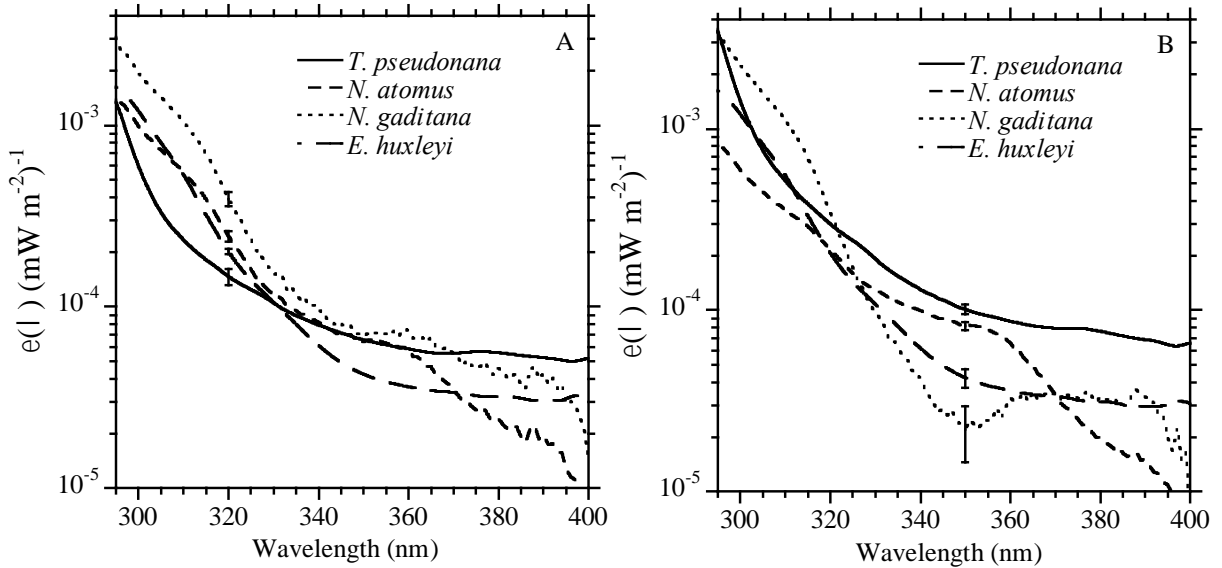 A
T. pseudonana
N. atomus
N. gaditana
E. huxleyi
10^-3
10^-4
10^-5
e(l ) (mW m^-2)^-1
300 320 340 360 380 400
Wavelength (nm)
B
T. pseudonana
N. atomus
N. gaditana
E. huxleyi
10^-3
10^-4
10^-5
e(l ) (mW m^-2)^-1
300 320 340 360 380 400
Wavelength (nm)